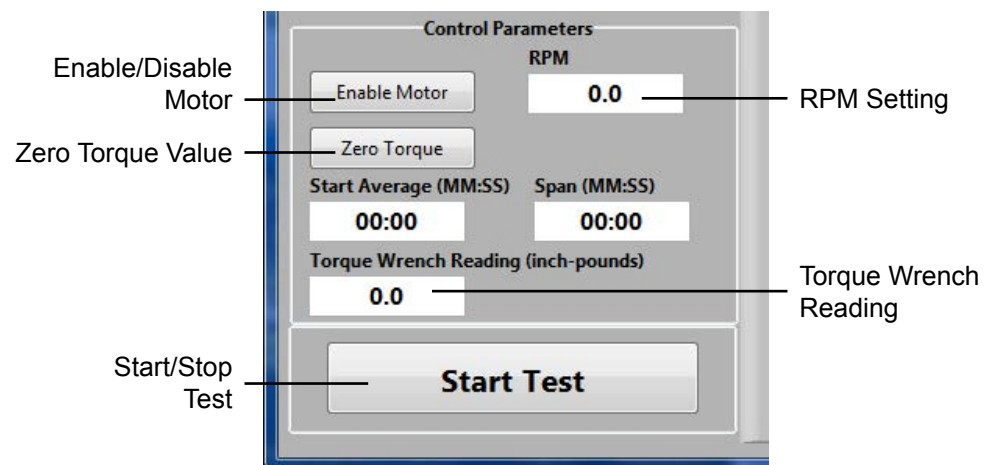 Control Parameters
RPM
Enable/Disable
Motor
Enable Motor
0.0
RPM Setting
Zero Torque Value
Zero Torque
Start Average (MM:SS)
Span (MM:SS)
00:00
00:00
Torque Wrench Reading (inch-pounds)
0.0
Torque Wrench
Reading
Start/Stop
Test
Start Test